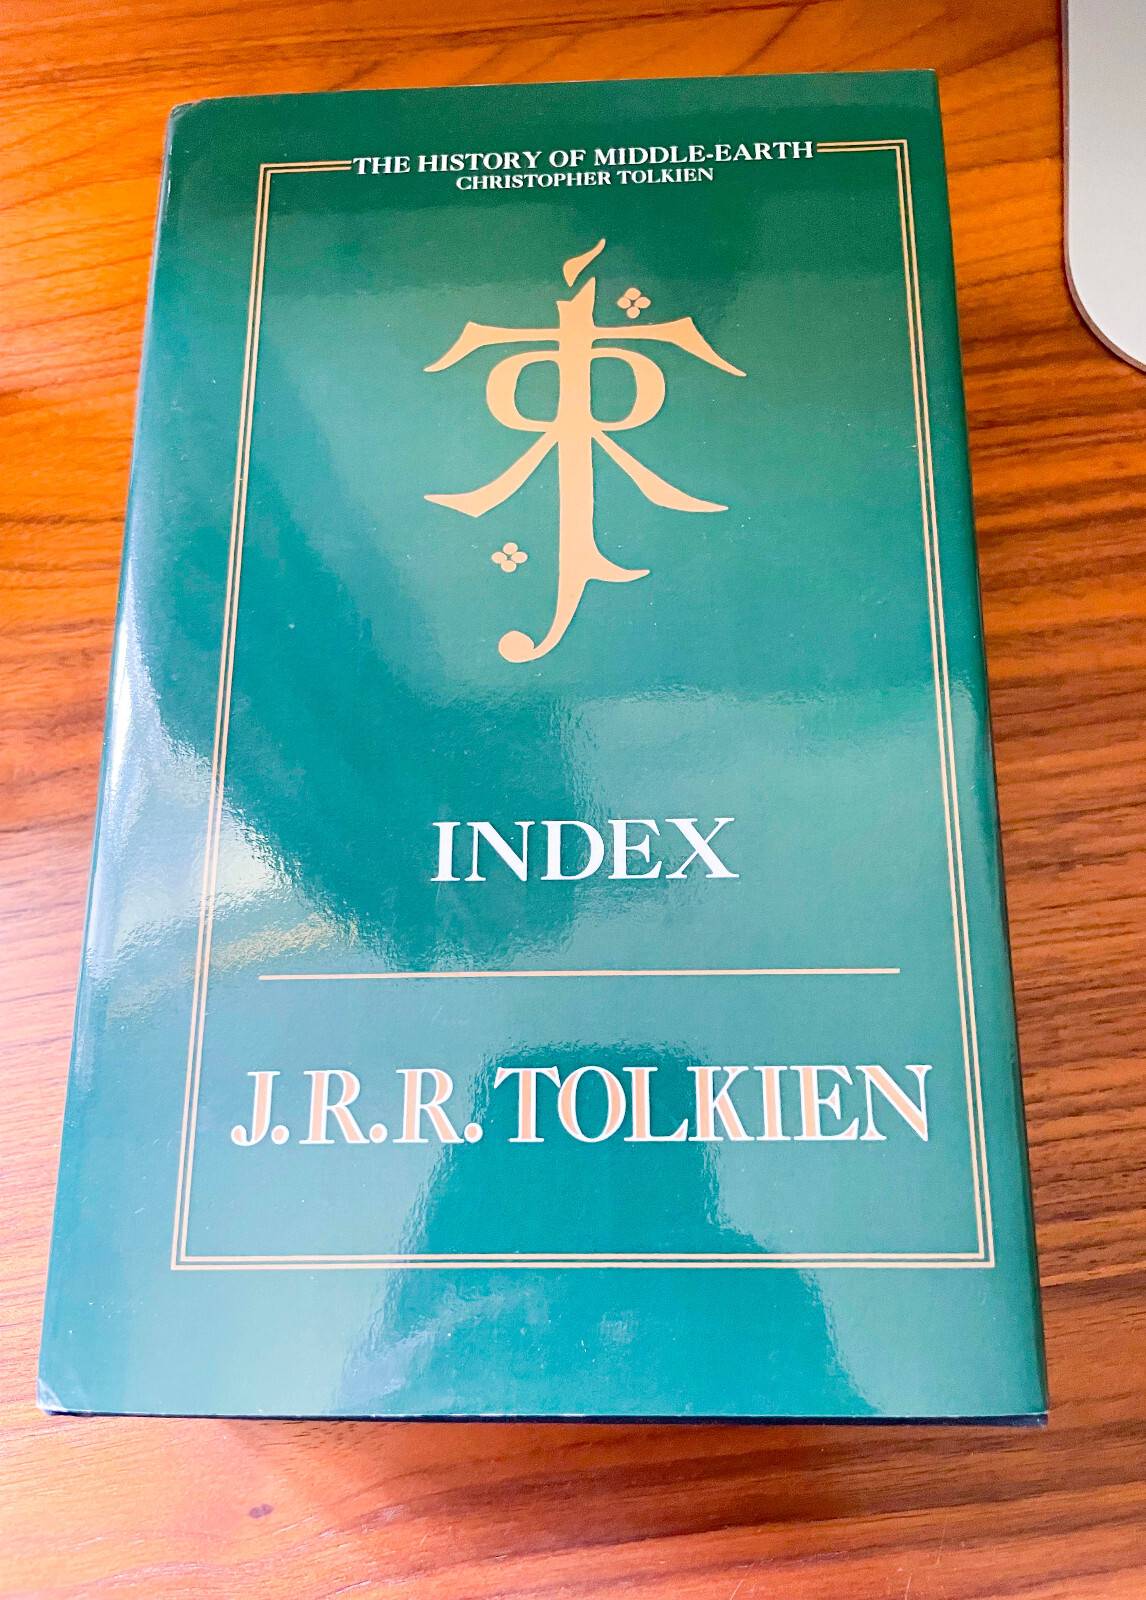 THE HISTORY OF MIDDLE-EARTH
CHRISTOPHER TOLKIEN
INDEX
J.R.R. TOLKIEN